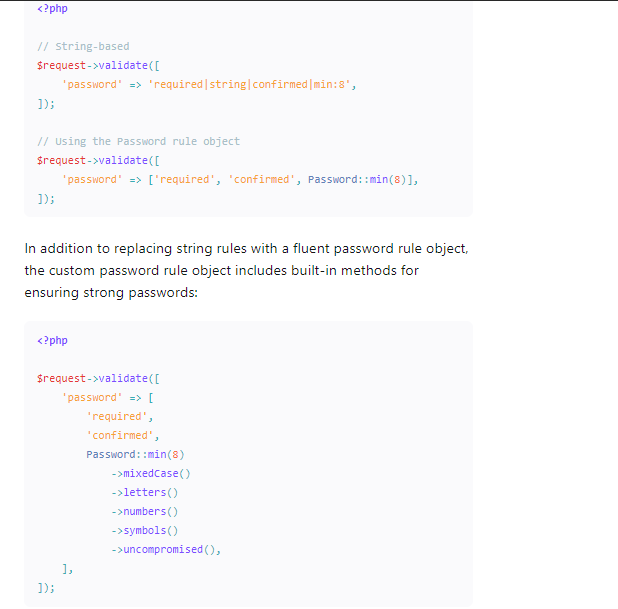 <?php
// String-based
$request->validate([
    'password' => 'required|string|confirmed|min:8',
]);
// Using the Password rule object
$request->validate([
    'password' => ['required', 'confirmed', Password::min(8)],
]);
In addition to replacing string rules with a fluent password rule object,
the custom password rule object includes built-in methods for
ensuring strong passwords:
<?php
$request->validate([
    'password' => [
        'required',
        'confirmed',
        Password::min(8)
            ->mixedCase()
            ->letters()
            ->numbers()
            ->symbols()
            ->uncompromised(),
    ],
]);